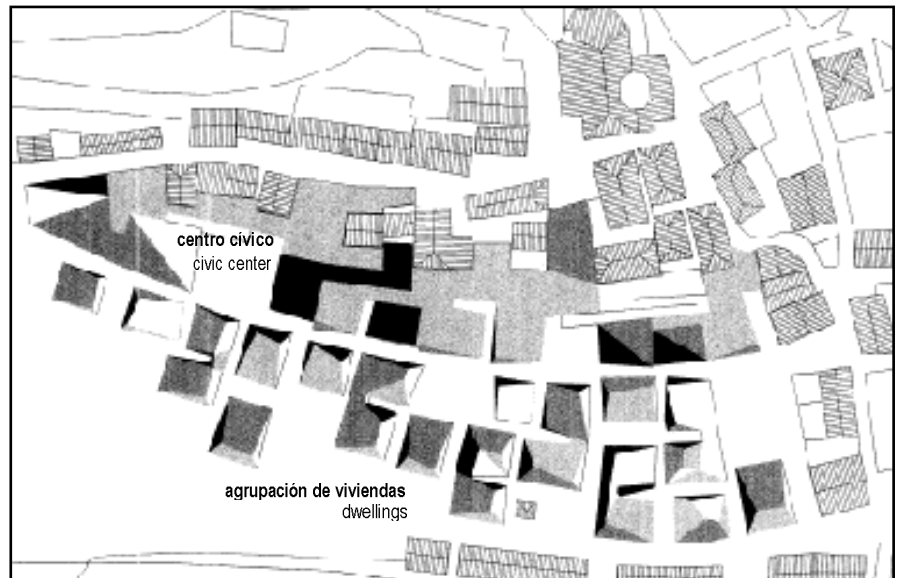 centro cívico
civic center
agrupación de viviendas
dwellings